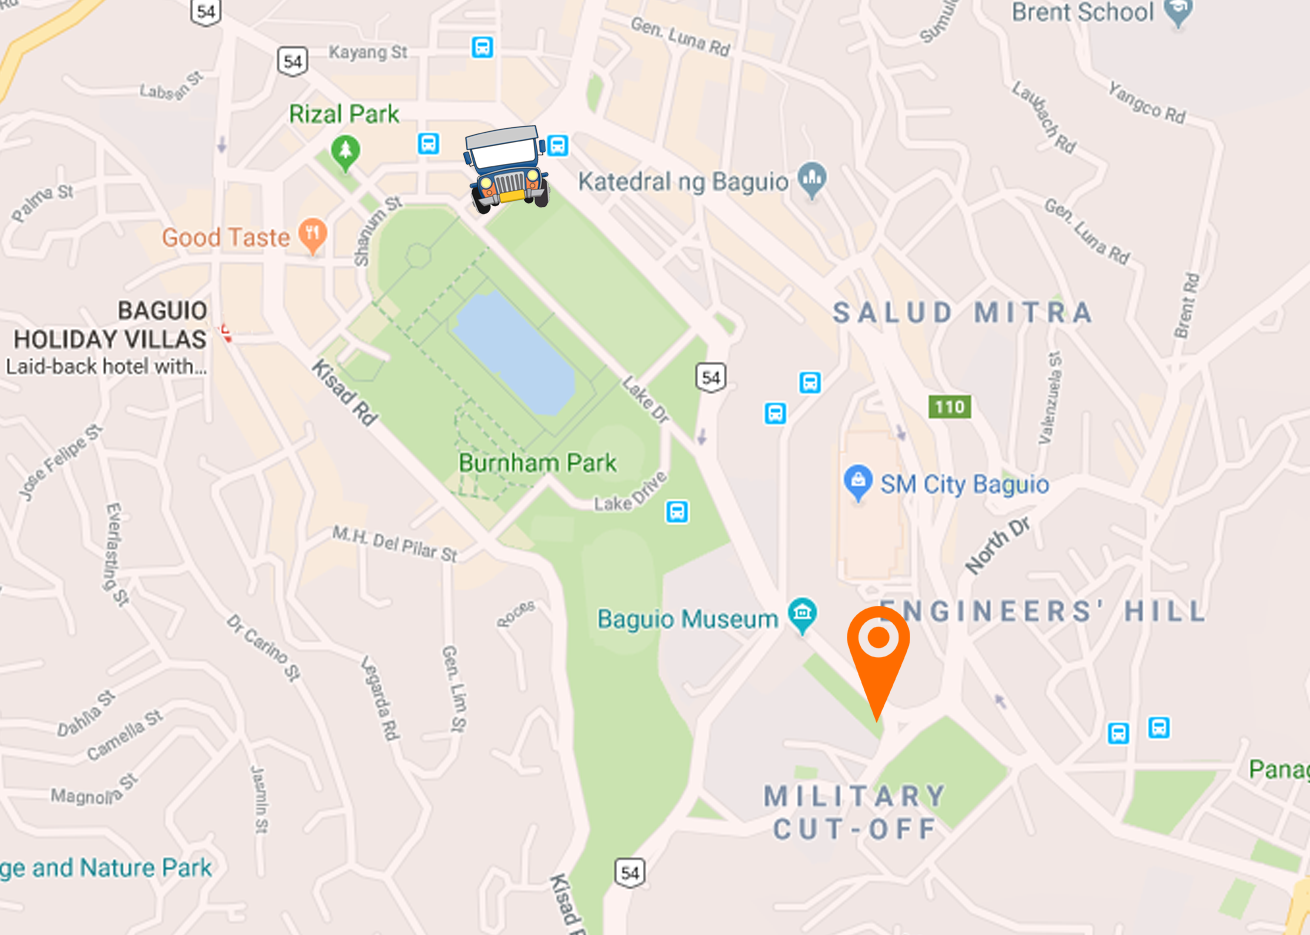 54
Brent School
Gen. Luna Rd
Sumul
54
Kayang St
Labsan St
Yangco Rd
Laubach Rd
Rizal Park
Katedral ng Baguio
Palma St
Shanum St
Gen. Luna Rd
Good Taste
BAGUIO
HOLIDAY VILLAS
Laid-back hotel with...
SALUD MITRA
Brent Rd
Kisad Rd
Lake Dr
54
110
Valenzuela St
Jose Felipe St
Burnham Park
Lake Drive
SM City Baguio
Everlasting St
M.H. Del Pilar St
North Dr
Roces
Baguio Museum
ENGINEERS' HILL
Dr Carino St
Legarda Rd
Gen. Lim St
Dahlia St
Camella St
Magnolia St
Jasmin St
Panag
MILITARY
CUT-OFF
ge and Nature Park
54
Kisad R